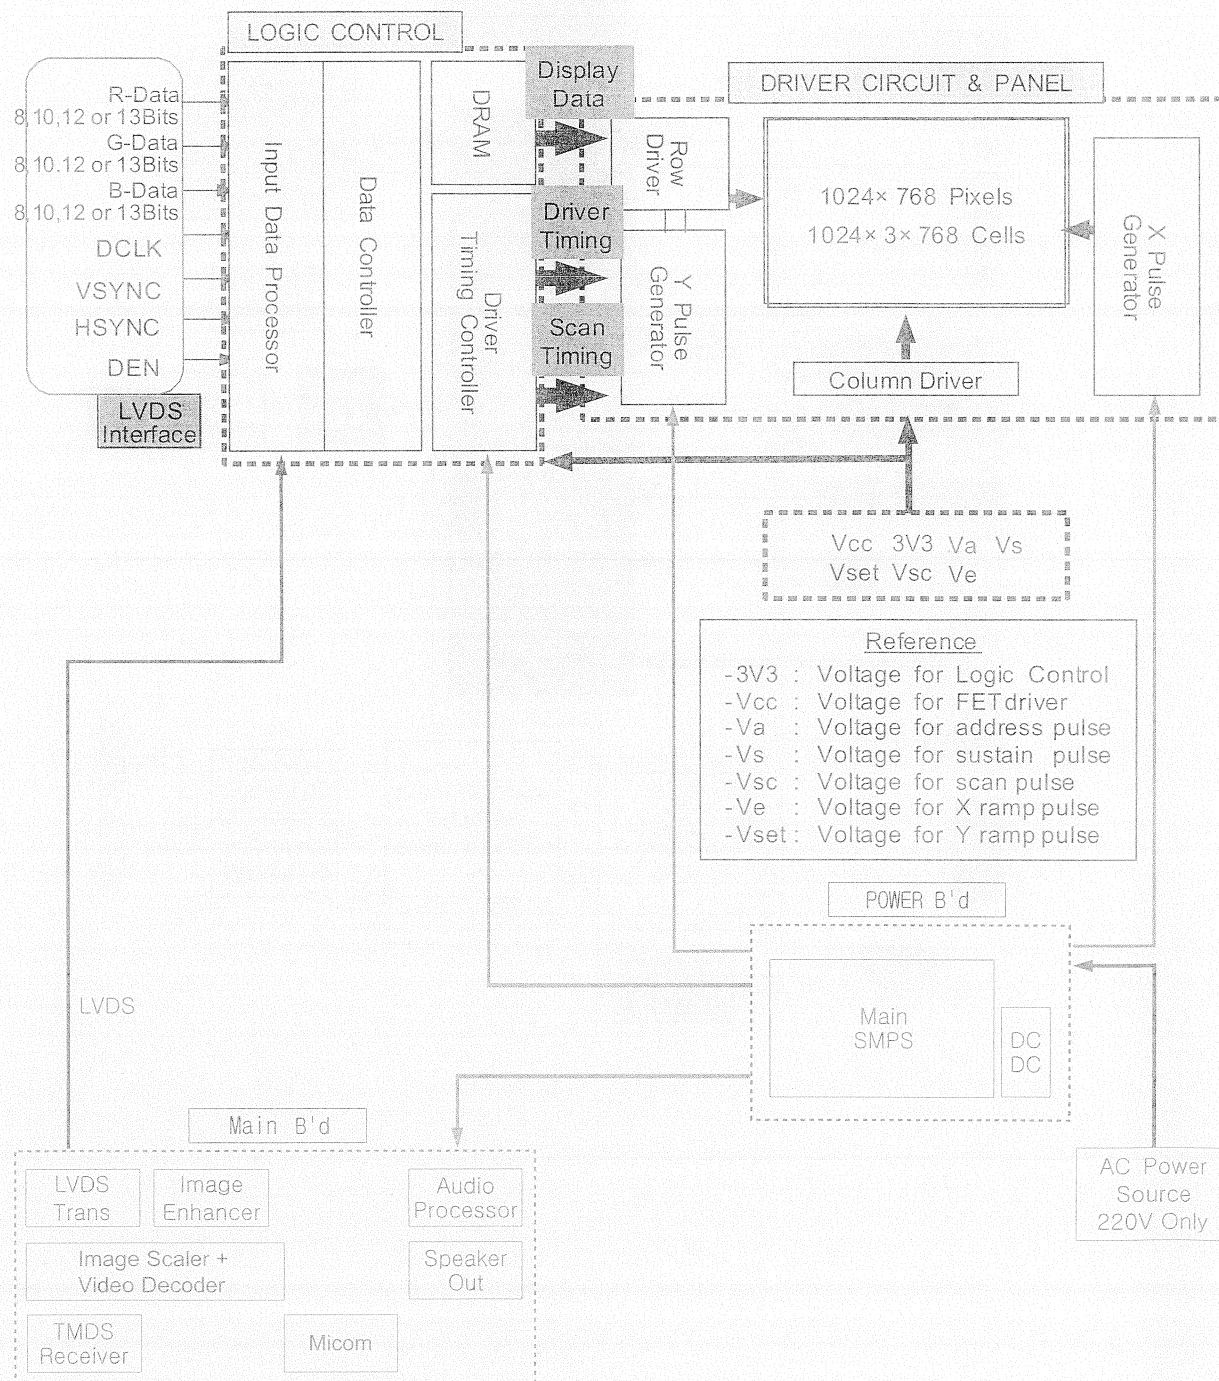 LOGIC CONTROL
DRIVER CIRCUIT & PANEL
R-Data
8,10,12 or 13Bits
G-Data
8,10.12 or 13Bits
B-Data
8,10,12 or 13Bits
DCLK
VSYNC
HSYNC
DEN
LVDS
Interface
Input Data Processor
Data Controller
DRAM
Driver
Timing Controller
Display
Data
Driver
Timing
Scan
Timing
Row
Driver
Y Pulse
Generator
1024× 768 Pixels
1024× 3× 768 Cells
Column Driver
X Pulse
Generator
Vcc 3V3 Va Vs
Vset Vsc Ve
Reference
-3V3 : Voltage for Logic Control
-Vcc : Voltage for FETdriver
-Va : Voltage for address pulse
-Vs : Voltage for sustain pulse
-Vsc : Voltage for scan pulse
-Ve : Voltage for X ramp pulse
-Vset : Voltage for Y ramp pulse
POWER B'd
Main
SMPS
DC
DC
LVDS
Main B'd
LVDS
Trans
Image
Enhancer
Audio
Processor
Image Scaler +
Video Decoder
Speaker
Out
TMDS
Receiver
Micom
AC Power
Source
220V Only